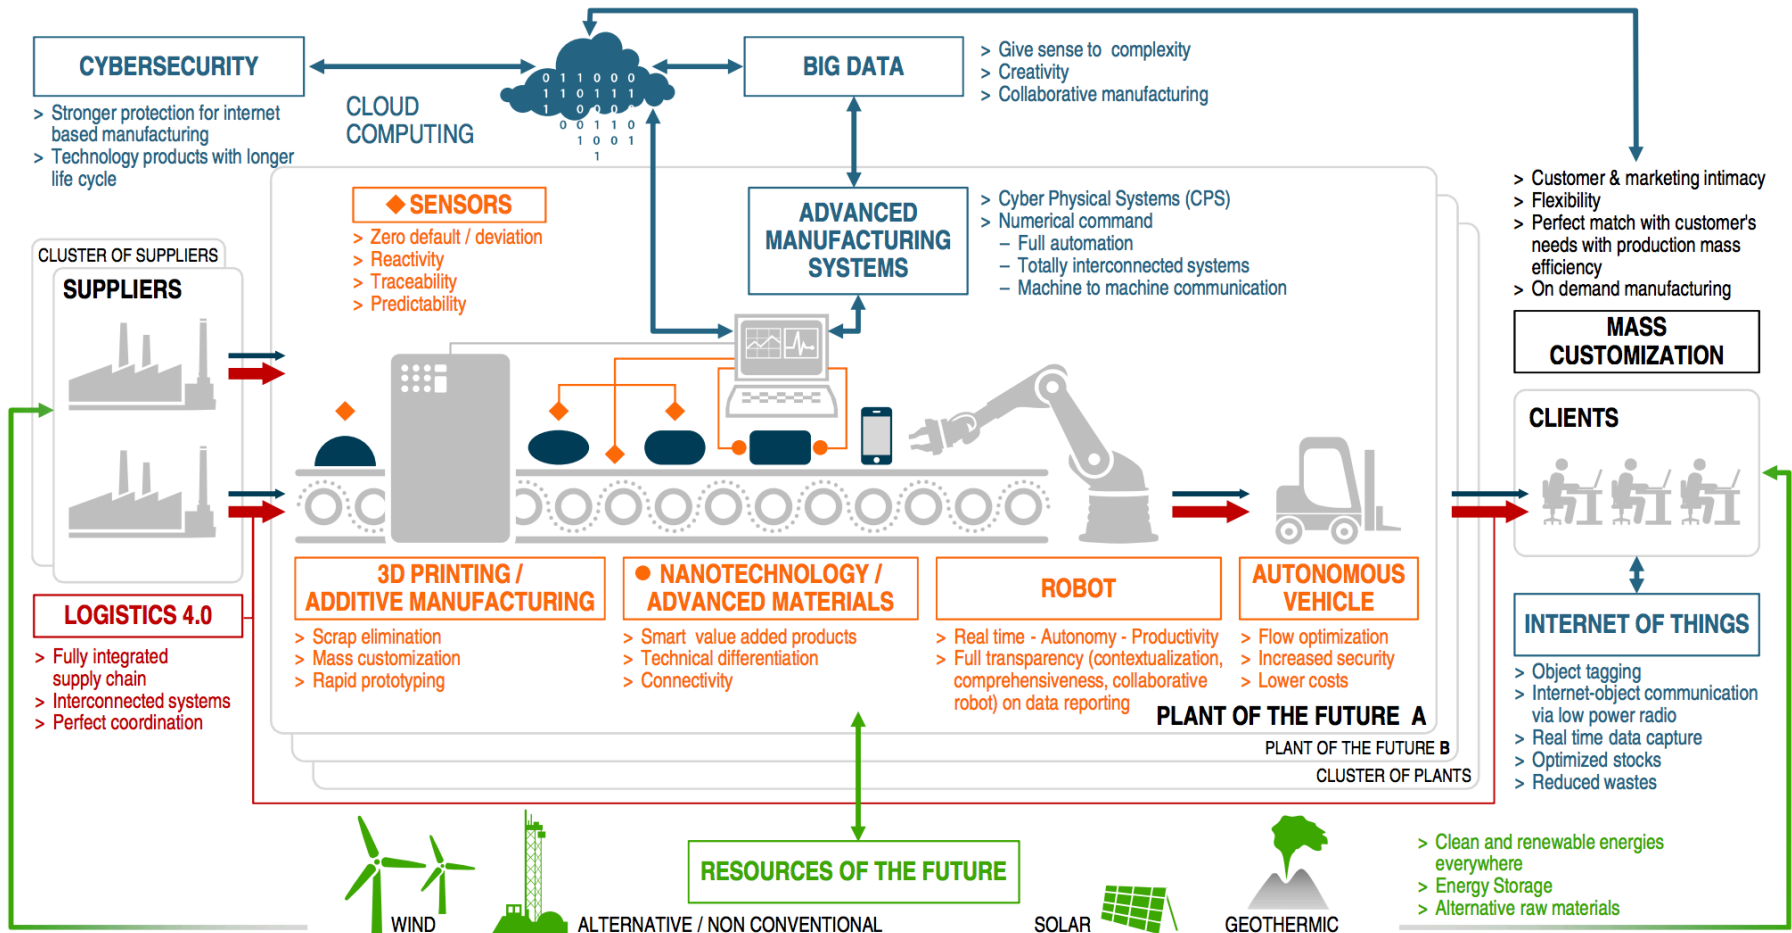 CYBERSECURITY
> Stronger protection for internet
based manufacturing
> Technology products with longer
life cycle
CLOUD
COMPUTING
0 1 1 0 0 0
BIG DATA
> Give sense to complexity
> Creativity
> Collaborative manufacturing
SENSORS
> Zero default / deviation
> Reactivity
> Traceability
> Predictability
ADVANCED
MANUFACTURING
SYSTEMS
> Cyber Physical Systems (CPS)
> Numerical command
– Full automation
– Totally interconnected systems
– Machine to machine communication
> Customer & marketing intimacy
> Flexibility
> Perfect match with customer's
needs with production mass
efficiency
> On demand manufacturing
MASS
CUSTOMIZATION
CLUSTER OF SUPPLIERS
SUPPLIERS
CLIENTS
LOGISTICS 4.0
> Fully integrated
supply chain
> Interconnected systems
> Perfect coordination
3D PRINTING /
ADDITIVE MANUFACTURING
> Scrap elimination
> Mass customization
> Rapid prototyping
NANOTECHNOLOGY /
ADVANCED MATERIALS
> Smart value added products
> Technical differentiation
> Connectivity
ROBOT
> Real time - Autonomy - Productivity
> Full transparency (contextualization,
comprehensiveness, collaborative
robot) on data reporting
AUTONOMOUS
VEHICLE
> Flow optimization
> Increased security
> Lower costs
PLANT OF THE FUTURE A
PLANT OF THE FUTURE B
CLUSTER OF PLANTS
INTERNET OF THINGS
> Object tagging
> Internet-object communication
via low power radio
> Real time data capture
> Optimized stocks
> Reduced wastes
RESOURCES OF THE FUTURE
WIND
ALTERNATIVE / NON CONVENTIONAL
SOLAR
GEOTHERMIC
> Clean and renewable energies
everywhere
> Energy Storage
> Alternative raw materials